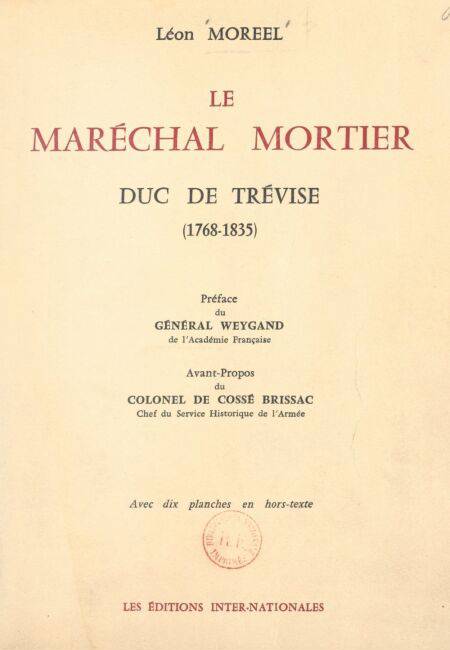 Léon MOREEL
LE
MARÉCHAL MORTIER
DUC DE TRÉVISE
(1768-1835)
Préface
du
GÉNÉRAL WEYGAND
de l'Académie Française
Avant-Propos
du
COLONEL DE COSSÉ BRISSAC
Chef du Service Historique de l'Armée
Avec dix planches en hors-texte
LES ÉDITIONS INTER-NATIONALES